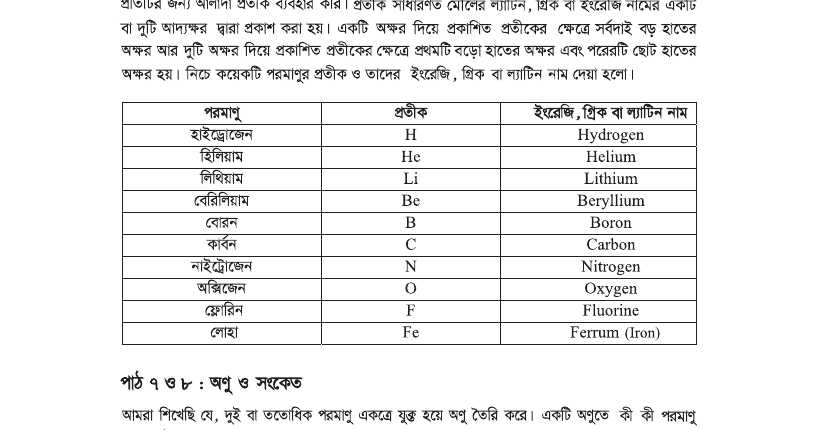 প্রতিটির জন্য আলাদা প্রতীক ব্যবহার করি। প্রতীক সাধারণত মৌলের ল্যাটিন, গ্রিক বা ইংরেজি নামের একটি
বা দুটি আদ্যক্ষর দ্বারা প্রকাশ করা হয়। একটি অক্ষর দিয়ে প্রকাশিত প্রতীকের ক্ষেত্রে সর্বদাই বড় হাতের
অক্ষর আর দুটি অক্ষর দিয়ে প্রকাশিত প্রতীকের ক্ষেত্রে প্রথমটি বড়ো হাতের অক্ষর এবং পরেরটি ছোট হাতের
অক্ষর হয়। নিচে কয়েকটি পরমাণুর প্রতীক ও তাদের ইংরেজি, গ্রিক বা ল্যাটিন নাম দেয়া হলো।
পরমাণু প্রতীক ইংরেজি, গ্রিক বা ল্যাটিন নাম
হাইড্রোজেন H Hydrogen
হিলিয়াম He Helium
লিথিয়াম Li Lithium
বেরিলিয়াম Be Beryllium
বোরন B Boron
কার্বন C Carbon
নাইট্রোজেন N Nitrogen
অক্সিজেন O Oxygen
ফ্লোরিন F Fluorine
লোহা Fe Ferrum (Iron)
পাঠ ৭ ও ৮ : অণু ও সংকেত
আমরা শিখেছি যে, দুই বা ততোধিক পরমাণু একত্রে যুক্ত হয়ে অণু তৈরি করে। একটি অণুতে কী কী পরমাণু